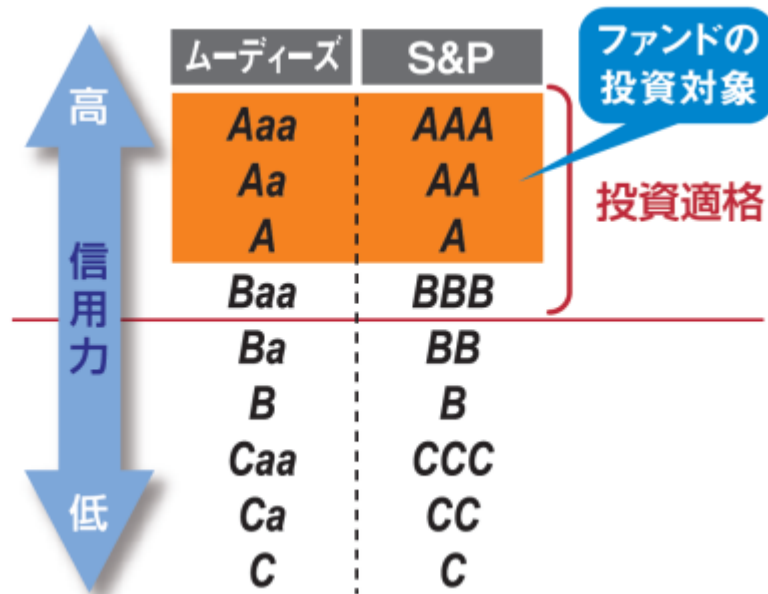 高
信用力
低
ムーディーズ S&P
Aaa AAA
Aa AA
A A
Baa BBB
Ba BB
B B
Caa CCC
Ca CC
C C
ファンドの
投資対象
投資適格